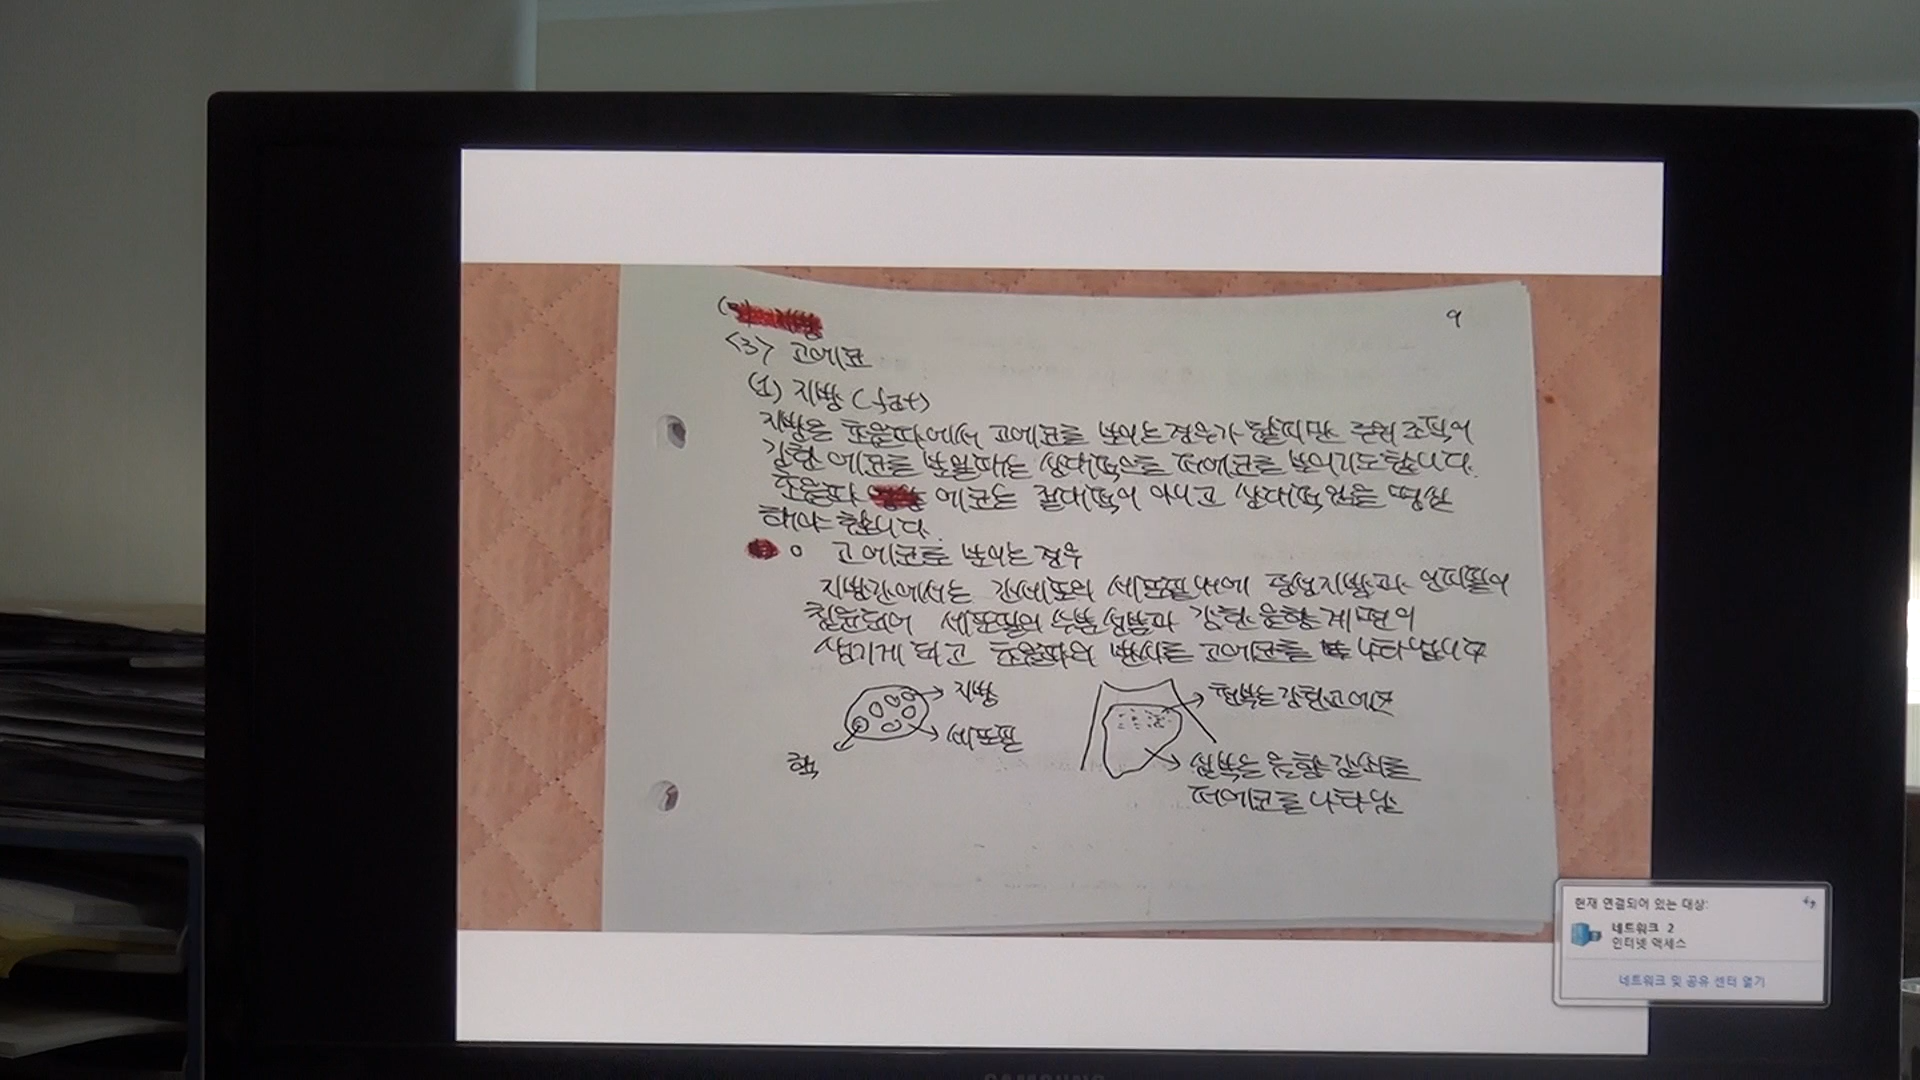 9
<3> 고에코
(1) 지방 (fat)
지방은 초음파에서 고에코로 보이는 경우가 많지만 주위 조직이
강한 에코를 보일때는 상대적으로 저에코로 보이기도 합니다.
초음파 에코는 절대적이 아니고 상대적임을 명심
해야 합니다.
o 고에코로 보이는 경우
지방간에서는 간세포의 세포질내에 중성지방과 인지질이
침윤되어 세포질의 수분 성분과 강한 음향 계면이
생기게 되고 초음파의 반사는 고에코를 나타냅니다
지방
세포질
핵
천부는 강한 고에코
심부는 음향 감쇠로
저에코를 나타냄
현재 연결되어 있는 대상:
네트워크 2
인터넷 액세스
네트워크 및 공유 센터 열기
SAMSUNG